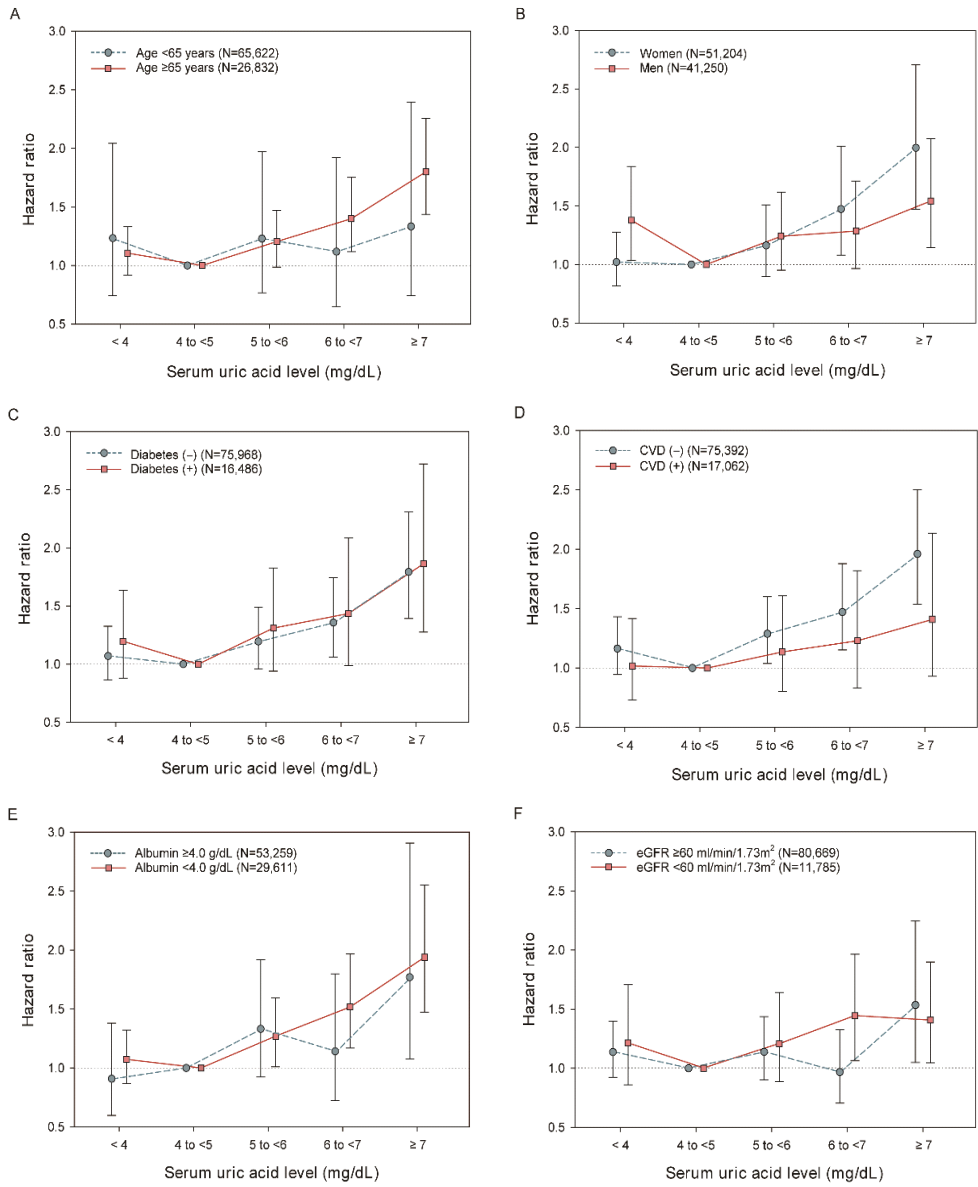 A
3.0
2.5
2.0
1.5
1.0
0.5
Hazard ratio
Age <65 years (N=65,622)
Age ≥65 years (N=26,832)
< 4
4 to <5
5 to <6
6 to <7
≥ 7
Serum uric acid level (mg/dL)
B
3.0
2.5
2.0
1.5
1.0
0.5
Hazard ratio
Women (N=51,204)
Men (N=41,250)
< 4
4 to <5
5 to <6
6 to <7
≥ 7
Serum uric acid level (mg/dL)
C
3.0
2.5
2.0
1.5
1.0
0.5
Hazard ratio
Diabetes (−) (N=75,968)
Diabetes (+) (N=16,486)
< 4
4 to <5
5 to <6
6 to <7
≥ 7
Serum uric acid level (mg/dL)
D
3.0
2.5
2.0
1.5
1.0
0.5
Hazard ratio
CVD (−) (N=75,392)
CVD (+) (N=17,062)
< 4
4 to <5
5 to <6
6 to <7
≥ 7
Serum uric acid level (mg/dL)
E
3.0
2.5
2.0
1.5
1.0
0.5
Hazard ratio
Albumin ≥4.0 g/dL (N=53,259)
Albumin <4.0 g/dL (N=29,611)
< 4
4 to <5
5 to <6
6 to <7
≥ 7
Serum uric acid level (mg/dL)
F
3.0
2.5
2.0
1.5
1.0
0.5
Hazard ratio
eGFR ≥60 ml/min/1.73m² (N=80,669)
eGFR <60 ml/min/1.73m² (N=11,785)
< 4
4 to <5
5 to <6
6 to <7
≥ 7
Serum uric acid level (mg/dL)